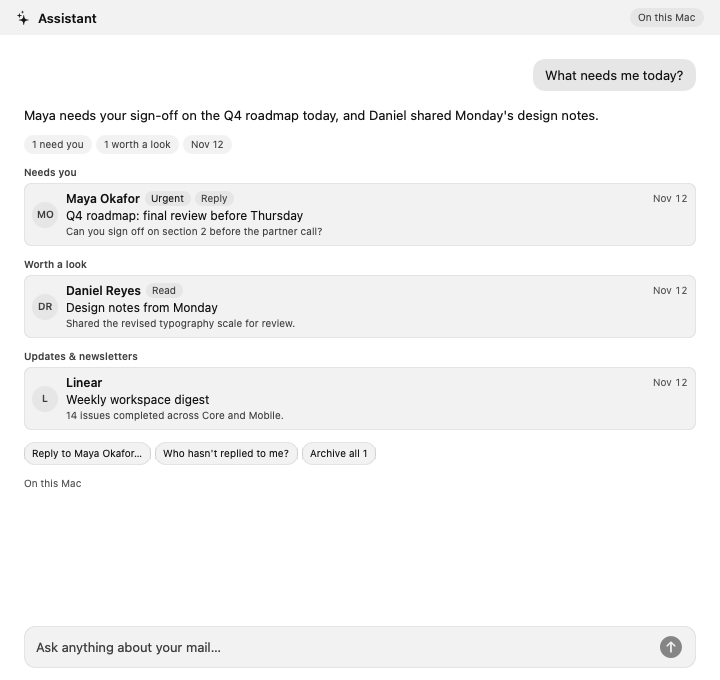 Assistant
On this Mac
What needs me today?
Maya needs your sign-off on the Q4 roadmap today, and Daniel shared Monday's design notes.
1 need you 1 worth a look Nov 12
Needs you
MO
Maya Okafor Urgent Reply Nov 12
Q4 roadmap: final review before Thursday
Can you sign off on section 2 before the partner call?
Worth a look
DR
Daniel Reyes Read Nov 12
Design notes from Monday
Shared the revised typography scale for review.
Updates & newsletters
L
Linear Nov 12
Weekly workspace digest
14 issues completed across Core and Mobile.
Reply to Maya Okafor... Who hasn't replied to me? Archive all 1
On this Mac
Ask anything about your mail...